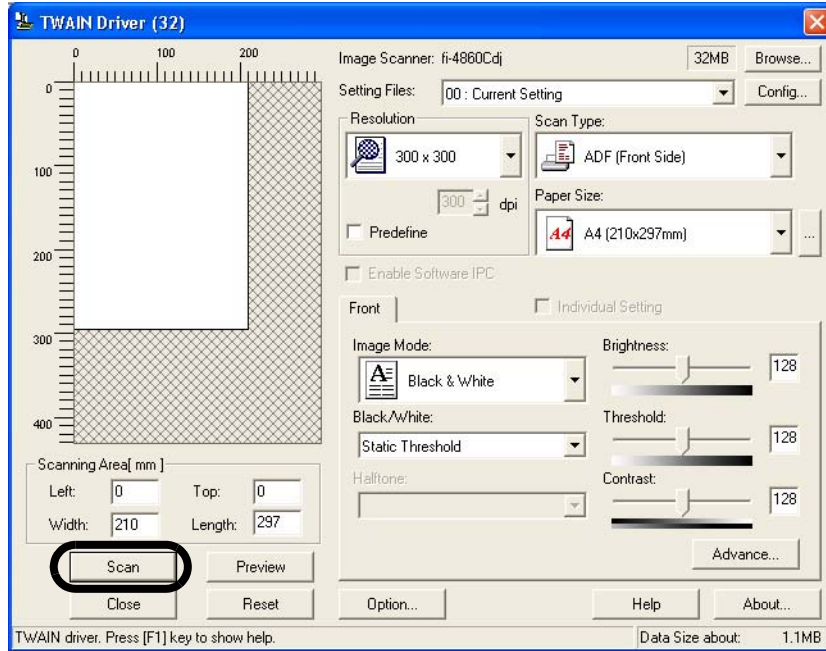 TWAIN Driver (32)
0 100 200
0
100
200
300
400
Image Scanner: fi-4860Cdj 32MB Browse...
Setting Files: 00 : Current Setting Config...
Resolution
300 x 300
300 dpi
Predefine
Scan Type:
ADF (Front Side)
Paper Size:
A4 A4 (210x297mm) ...
Enable Software IPC
Front Individual Setting
Image Mode:
A Black & White
Black/White:
Static Threshold
Halftone:
Brightness:
128
Threshold:
128
Contrast:
128
Advance...
Scanning Area[ mm ]
Left: 0 Top: 0
Width: 210 Length: 297
Scan Preview
Close Reset Option... Help About...
TWAIN driver. Press [F1] key to show help. Data Size about: 1.1MB